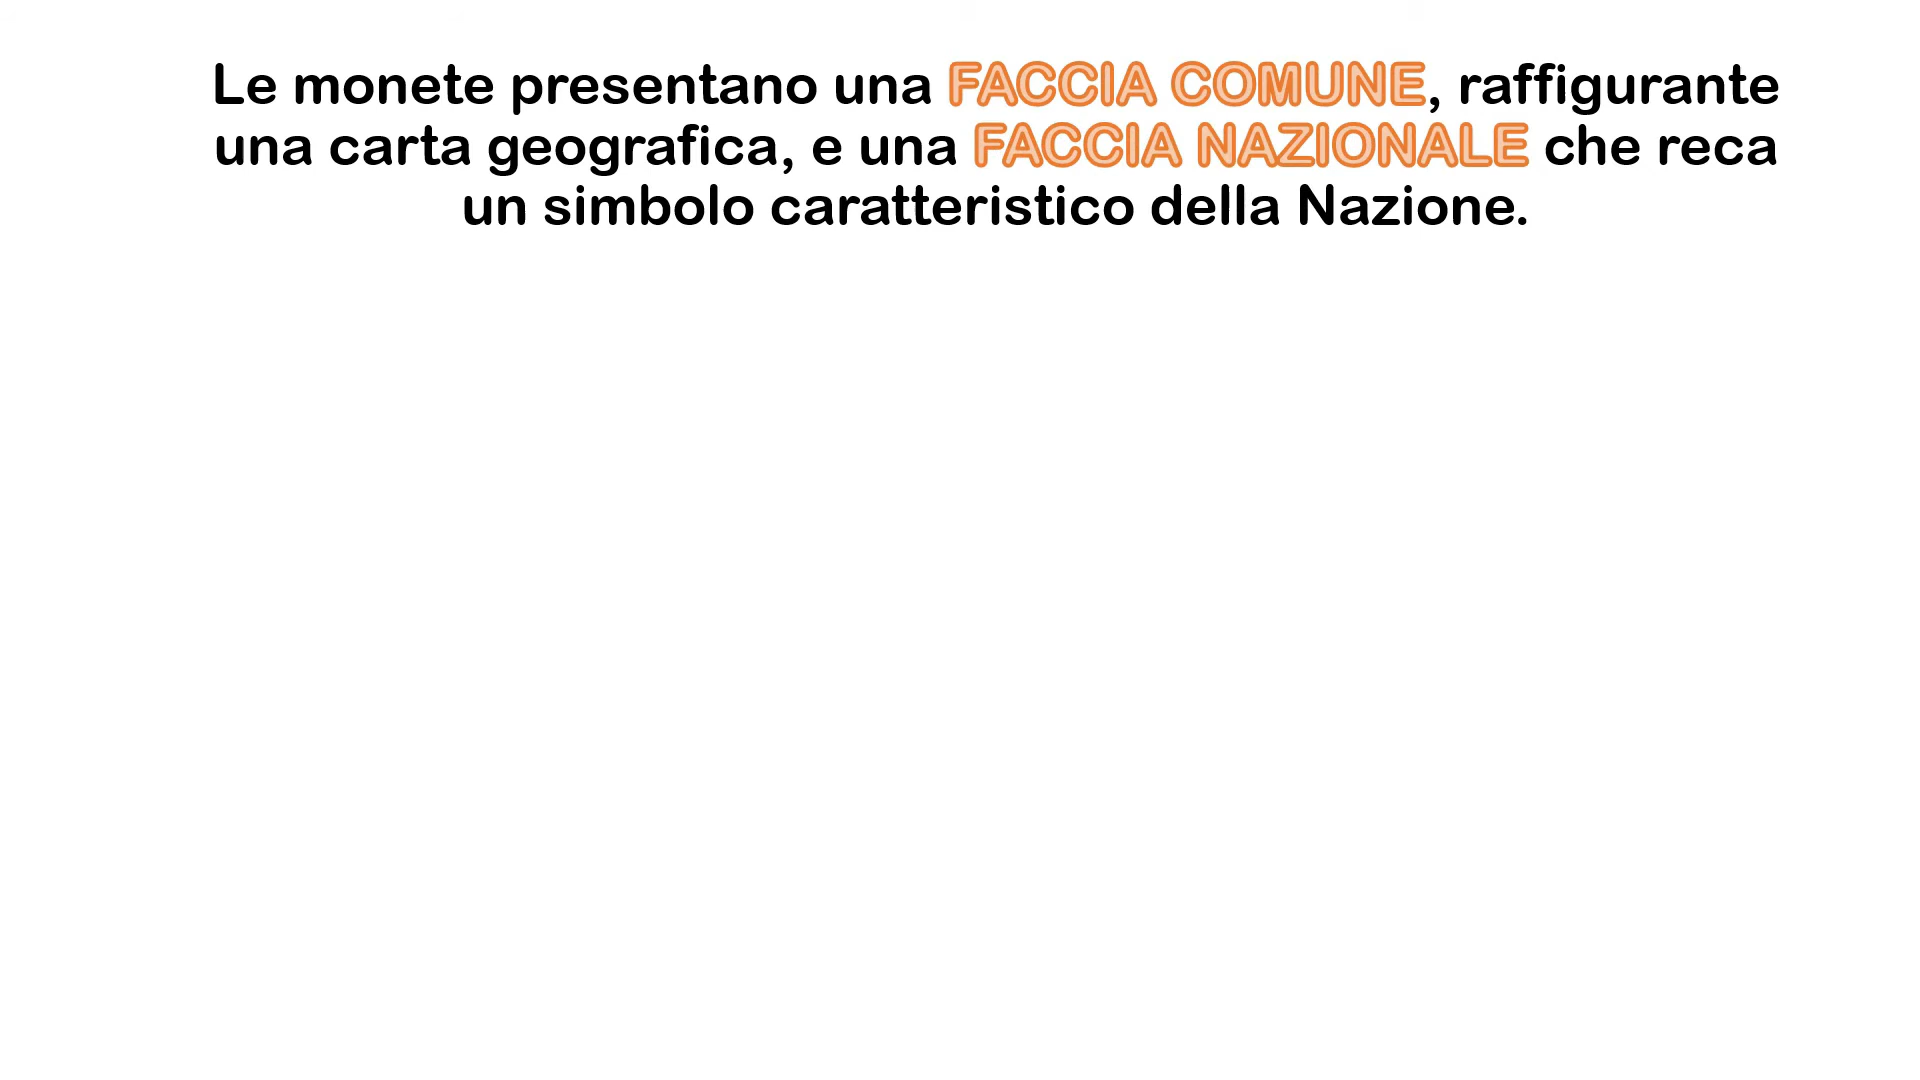 Le monete presentano una FACCIA COMUNE, raffigurante
una carta geografica, e una FACCIA NAZIONALE che reca
un simbolo caratteristico della Nazione.